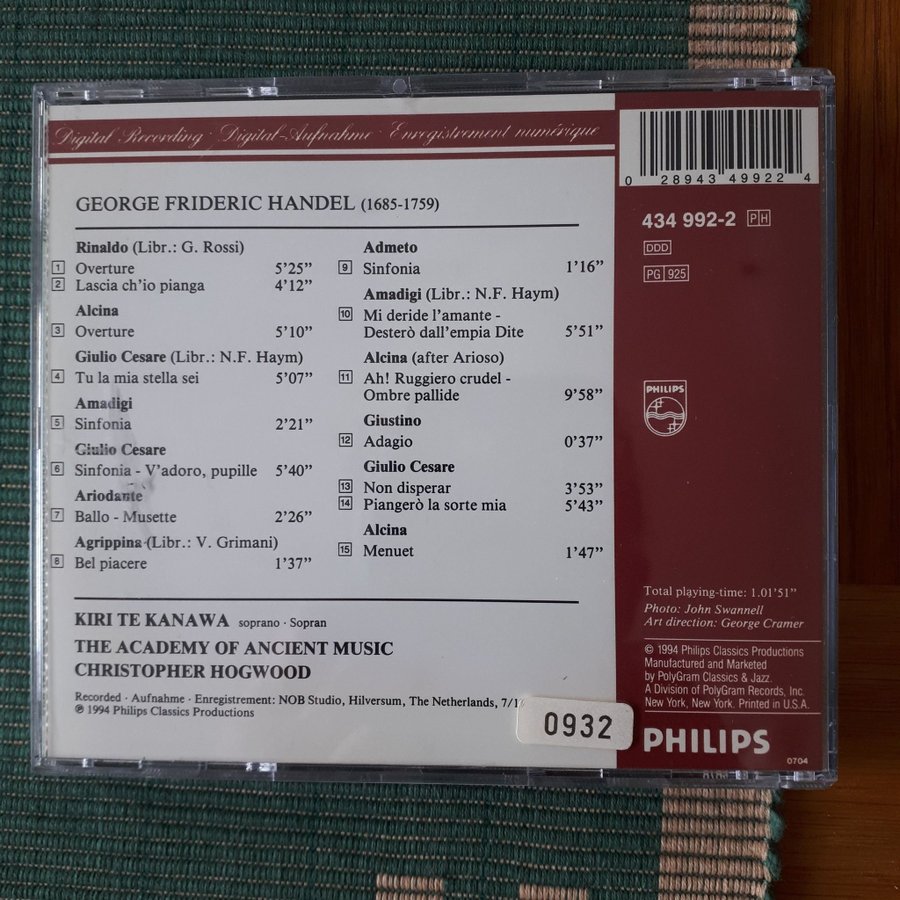 Digital Recording · Digital-Aufnahme · Enregistrement numérique
GEORGE FRIDERIC HANDEL (1685-1759)
Rinaldo (Libr.: G. Rossi)
1 Overture 5'25”
2 Lascia ch'io pianga 4'12”
Alcina
3 Overture 5'10”
Giulio Cesare (Libr.: N.F. Haym)
4 Tu la mia stella sei 5'07”
Amadigi
5 Sinfonia 2'21”
Giulio Cesare
6 Sinfonia - V'adoro, pupille 5'40”
Ariodante
7 Ballo - Musette 2'26”
Agrippina (Libr.: V. Grimani)
8 Bel piacere 1'37”
Admeto
9 Sinfonia 1'16”
Amadigi (Libr.: N.F. Haym)
10 Mi deride l'amante -
Desterò dall'empia Dite 5'51”
Alcina (after Arioso)
11 Ah! Ruggiero crudel -
Ombre pallide 9'58”
Giustino
12 Adagio 0'37”
Giulio Cesare
13 Non disperar 3'53”
14 Piangerò la sorte mia 5'43”
Alcina
15 Menuet 1'47”
KIRI TE KANAWA soprano · Sopran
THE ACADEMY OF ANCIENT MUSIC
CHRISTOPHER HOGWOOD
Recorded · Aufnahme · Enregistrement: NOB Studio, Hilversum, The Netherlands,
℗ 1994 Philips Classics Productions
0932
0 28943 49922 4
434 992-2 PH
DDD
PG 925
PHILIPS
Total playing-time: 1.01'51”
Photo: John Swannell
Art direction: George Cramer
© 1994 Philips Classics Productions
Manufactured and Marketed
by PolyGram Classics & Jazz.
A Division of PolyGram Records, Inc.
New York, New York. Printed in U.S.A.
PHILIPS
0704